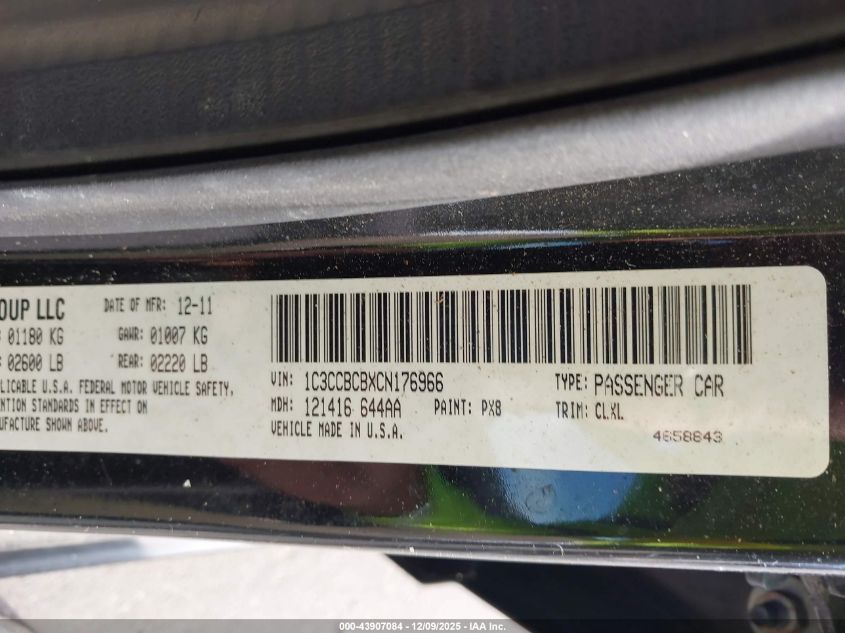 OUP LLC DATE OF MFR: 12-11
: 01180 KG GAWR: 01007 KG
: 02600 LB REAR: 02220 LB
LICABLE U.S.A. FEDERAL MOTOR VEHICLE SAFETY,
NTION STANDARDS IN EFFECT ON
UFACTURE SHOWN ABOVE.
VIN: 1C3CCBCBXCN176966 TYPE: PASSENGER CAR
MDH: 121416 644AA PAINT: PX8 TRIM: CLXL
VEHICLE MADE IN U.S.A. 4658843
000-43907084 — 12/09/2025 — IAA Inc.